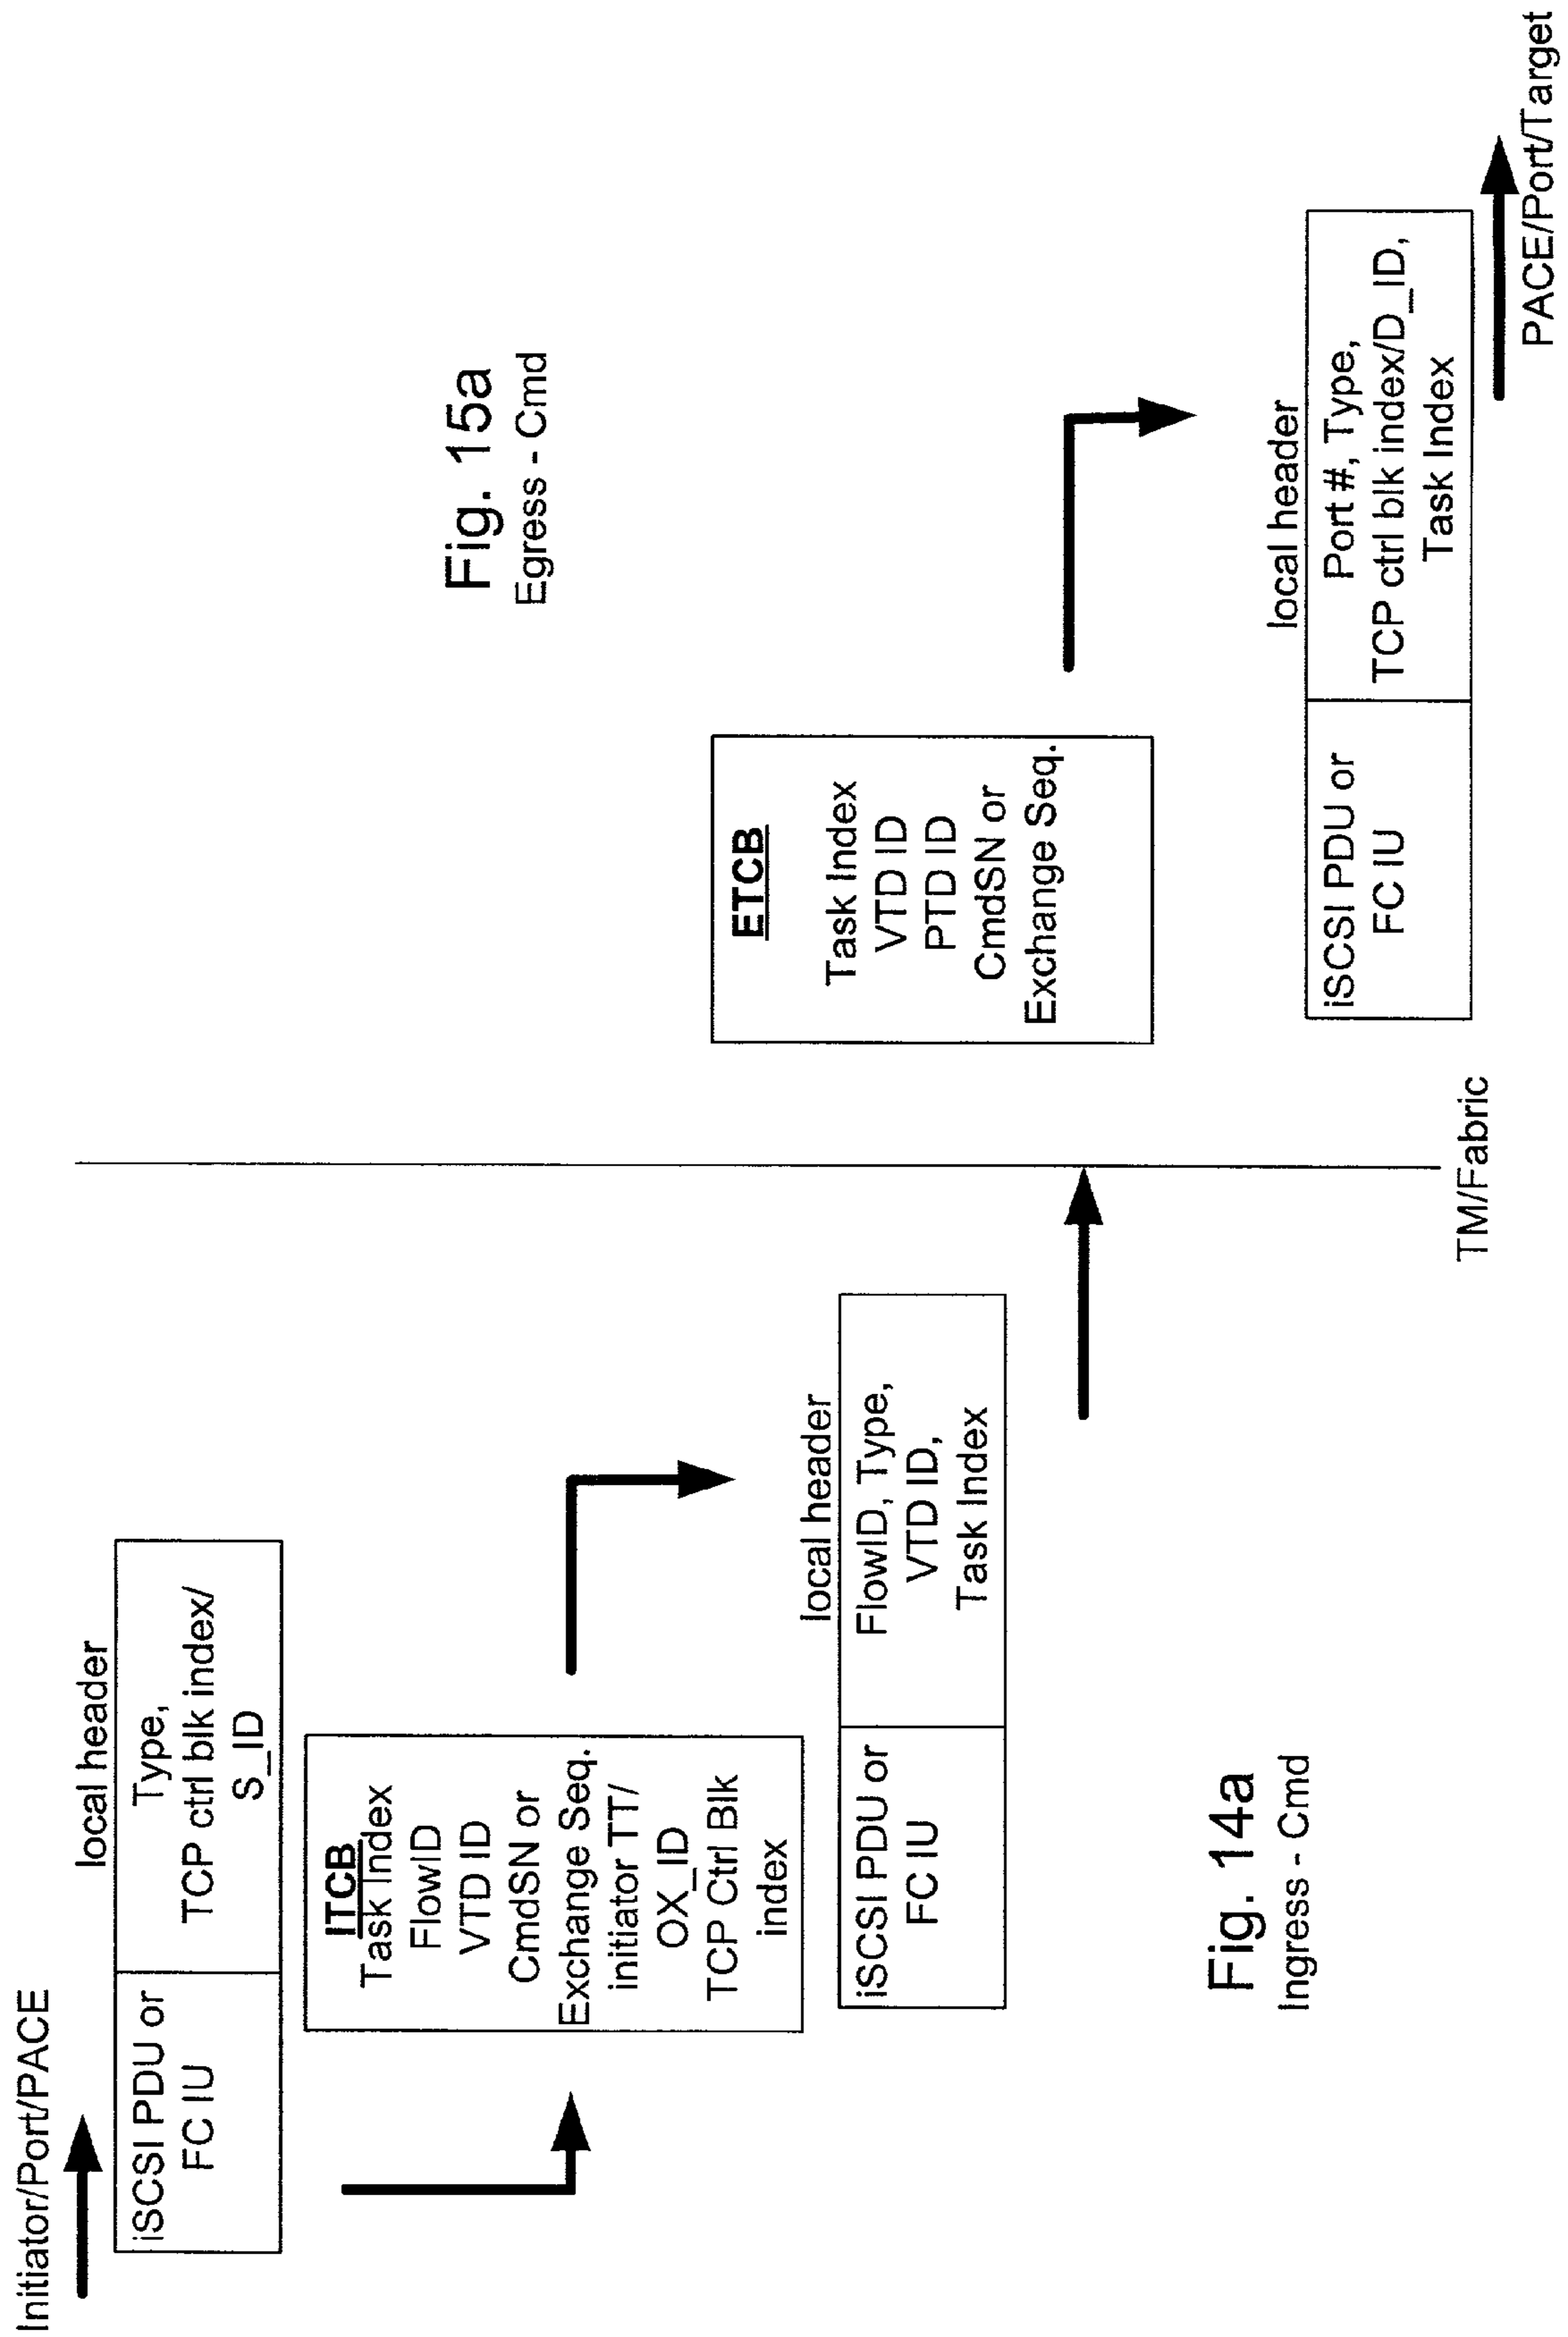 Initiator/Port/PACE
local header
iSCSI PDU or
FC IU
Type,
TCP ctrl blk index/
S_ID
ITCB
Task Index
FlowID
VTD ID
CmdSN or
Exchange Seq.
initiator TT/
OX_ID
TCP Ctrl Blk
index
local header
iSCSI PDU or
FC IU
FlowID, Type,
VTD ID,
Task Index
Fig. 14a
Ingress - Cmd
TM/Fabric
Fig. 15a
Egress - Cmd
ETCB
Task Index
VTD ID
PTD ID
CmdSN or
Exchange Seq.
local header
iSCSI PDU or
FC IU
Port #, Type,
TCP ctrl blk index/D_ID,
Task Index
PACE/Port/Target